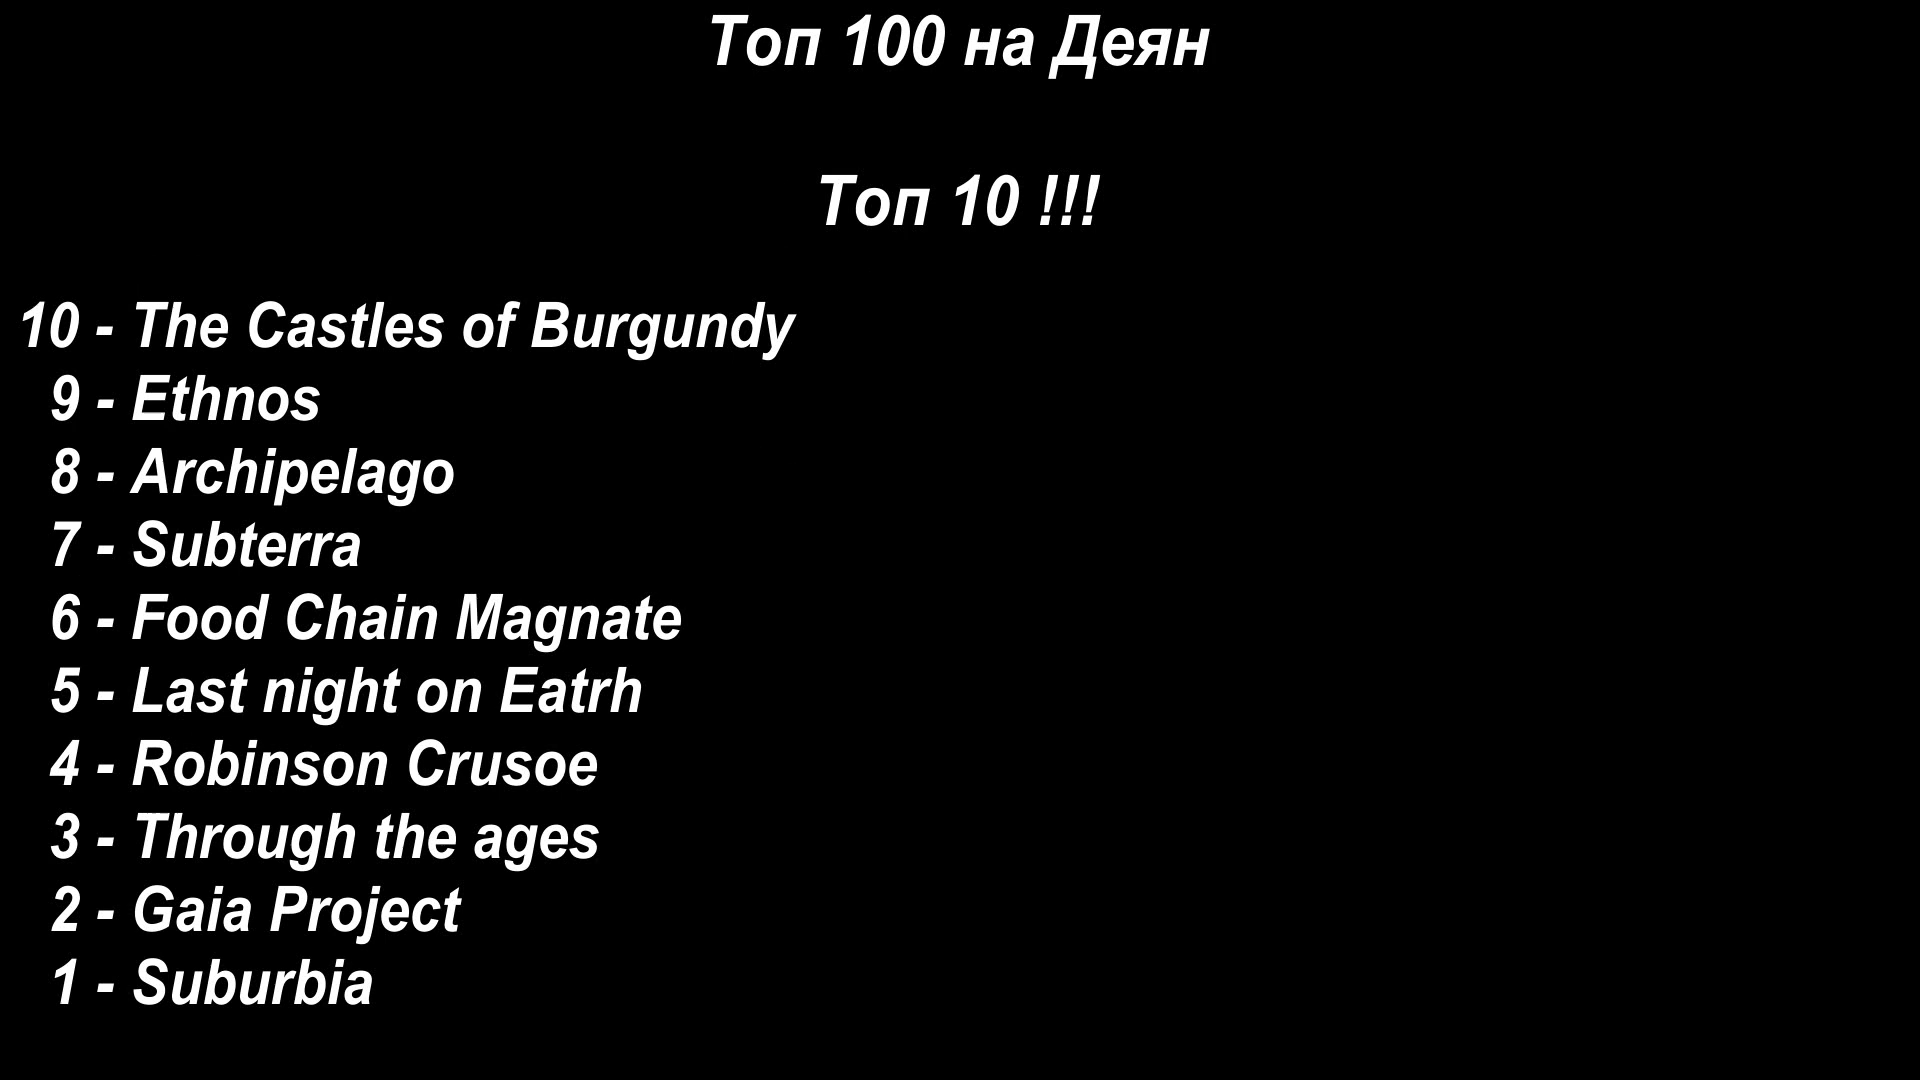 Топ 100 на Деян
Топ 10 !!!
10 - The Castles of Burgundy
9 - Ethnos
8 - Archipelago
7 - Subterra
6 - Food Chain Magnate
5 - Last night on Eatrh
4 - Robinson Crusoe
3 - Through the ages
2 - Gaia Project
1 - Suburbia